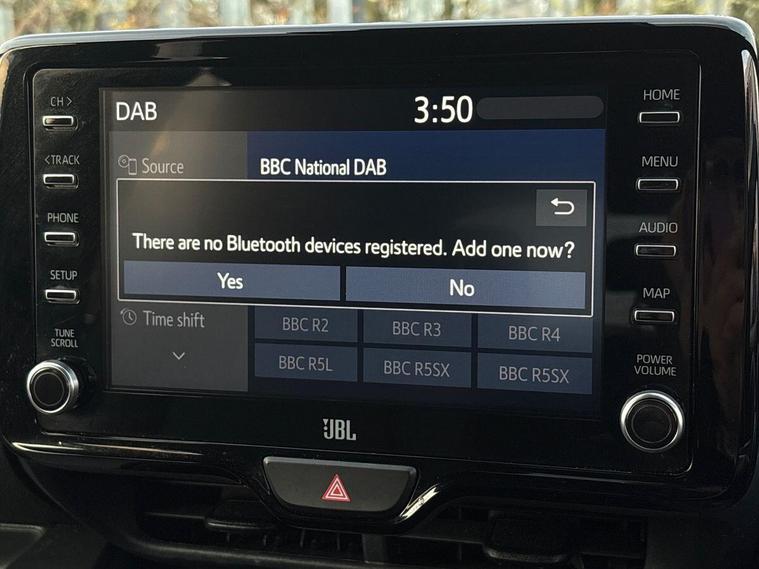 CH >
< TRACK
PHONE
SETUP
TUNE
SCROLL
DAB
3:50
Source
BBC National DAB
There are no Bluetooth devices registered. Add one now?
Yes
No
Time shift
BBC R2
BBC R3
BBC R4
BBC R5L
BBC R5SX
BBC R5SX
JBL
HOME
MENU
AUDIO
MAP
POWER
VOLUME